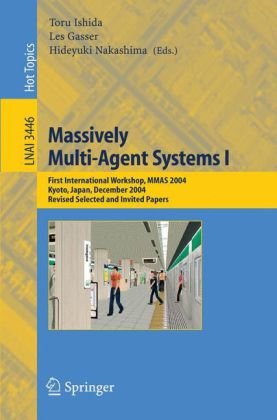 Toru Ishida
Les Gasser
Hideyuki Nakashima (Eds.)
Hot Topics
LNAI 3446
Massively
Multi-Agent Systems I
First International Workshop, MMAS 2004
Kyoto, Japan, December 2004
Revised Selected and Invited Papers
Springer